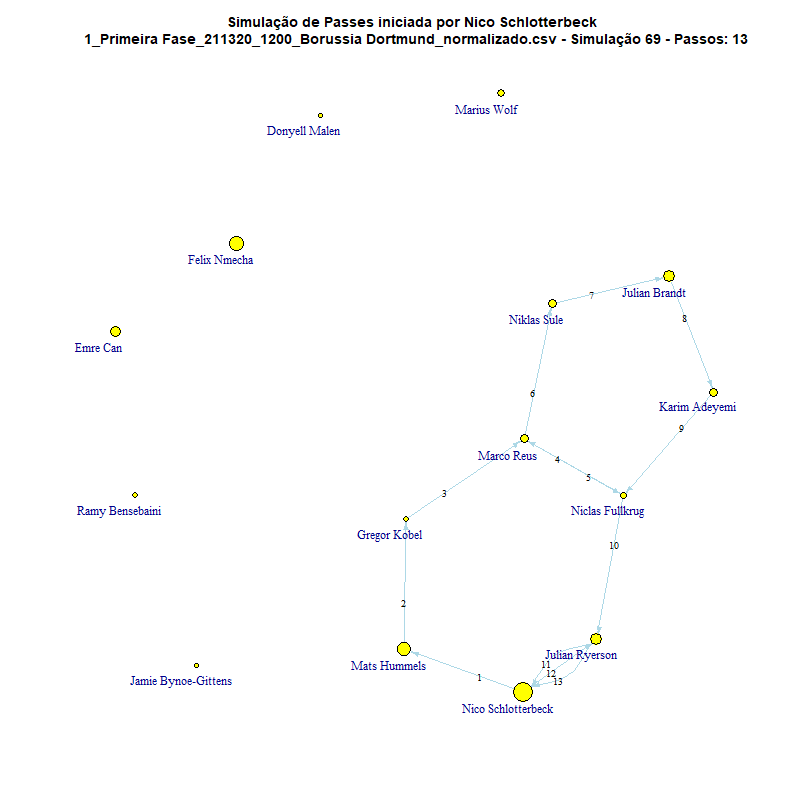 Simulação de Passes iniciada por Nico Schlotterbeck
1_Primeira Fase_211320_1200_Borussia Dortmund_normalizado.csv - Simulação 69 - Passos: 13
Marius Wolf
Donyell Malen
Felix Nmecha
Julian Brandt
7
Niklas Sule
8
Emre Can
6
Karim Adeyemi
9
Marco Reus
4
5
3
Ramy Bensebaini
Niclas Fullkrug
Gregor Kobel
10
2
Julian Ryerson
11
Mats Hummels
12
1
13
Jamie Bynoe-Gittens
Nico Schlotterbeck